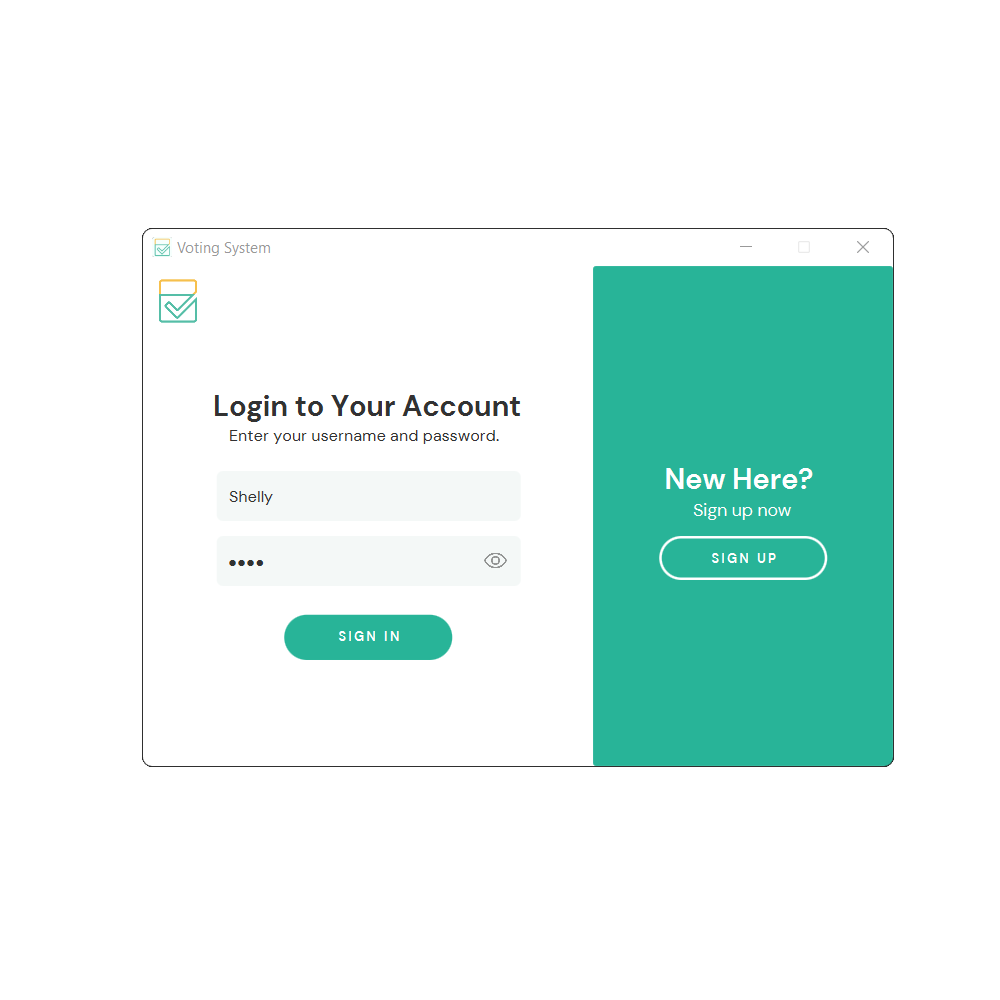 Voting System
Login to Your Account
Enter your username and password.
Shelly
••••
SIGN IN
New Here?
Sign up now
SIGN UP